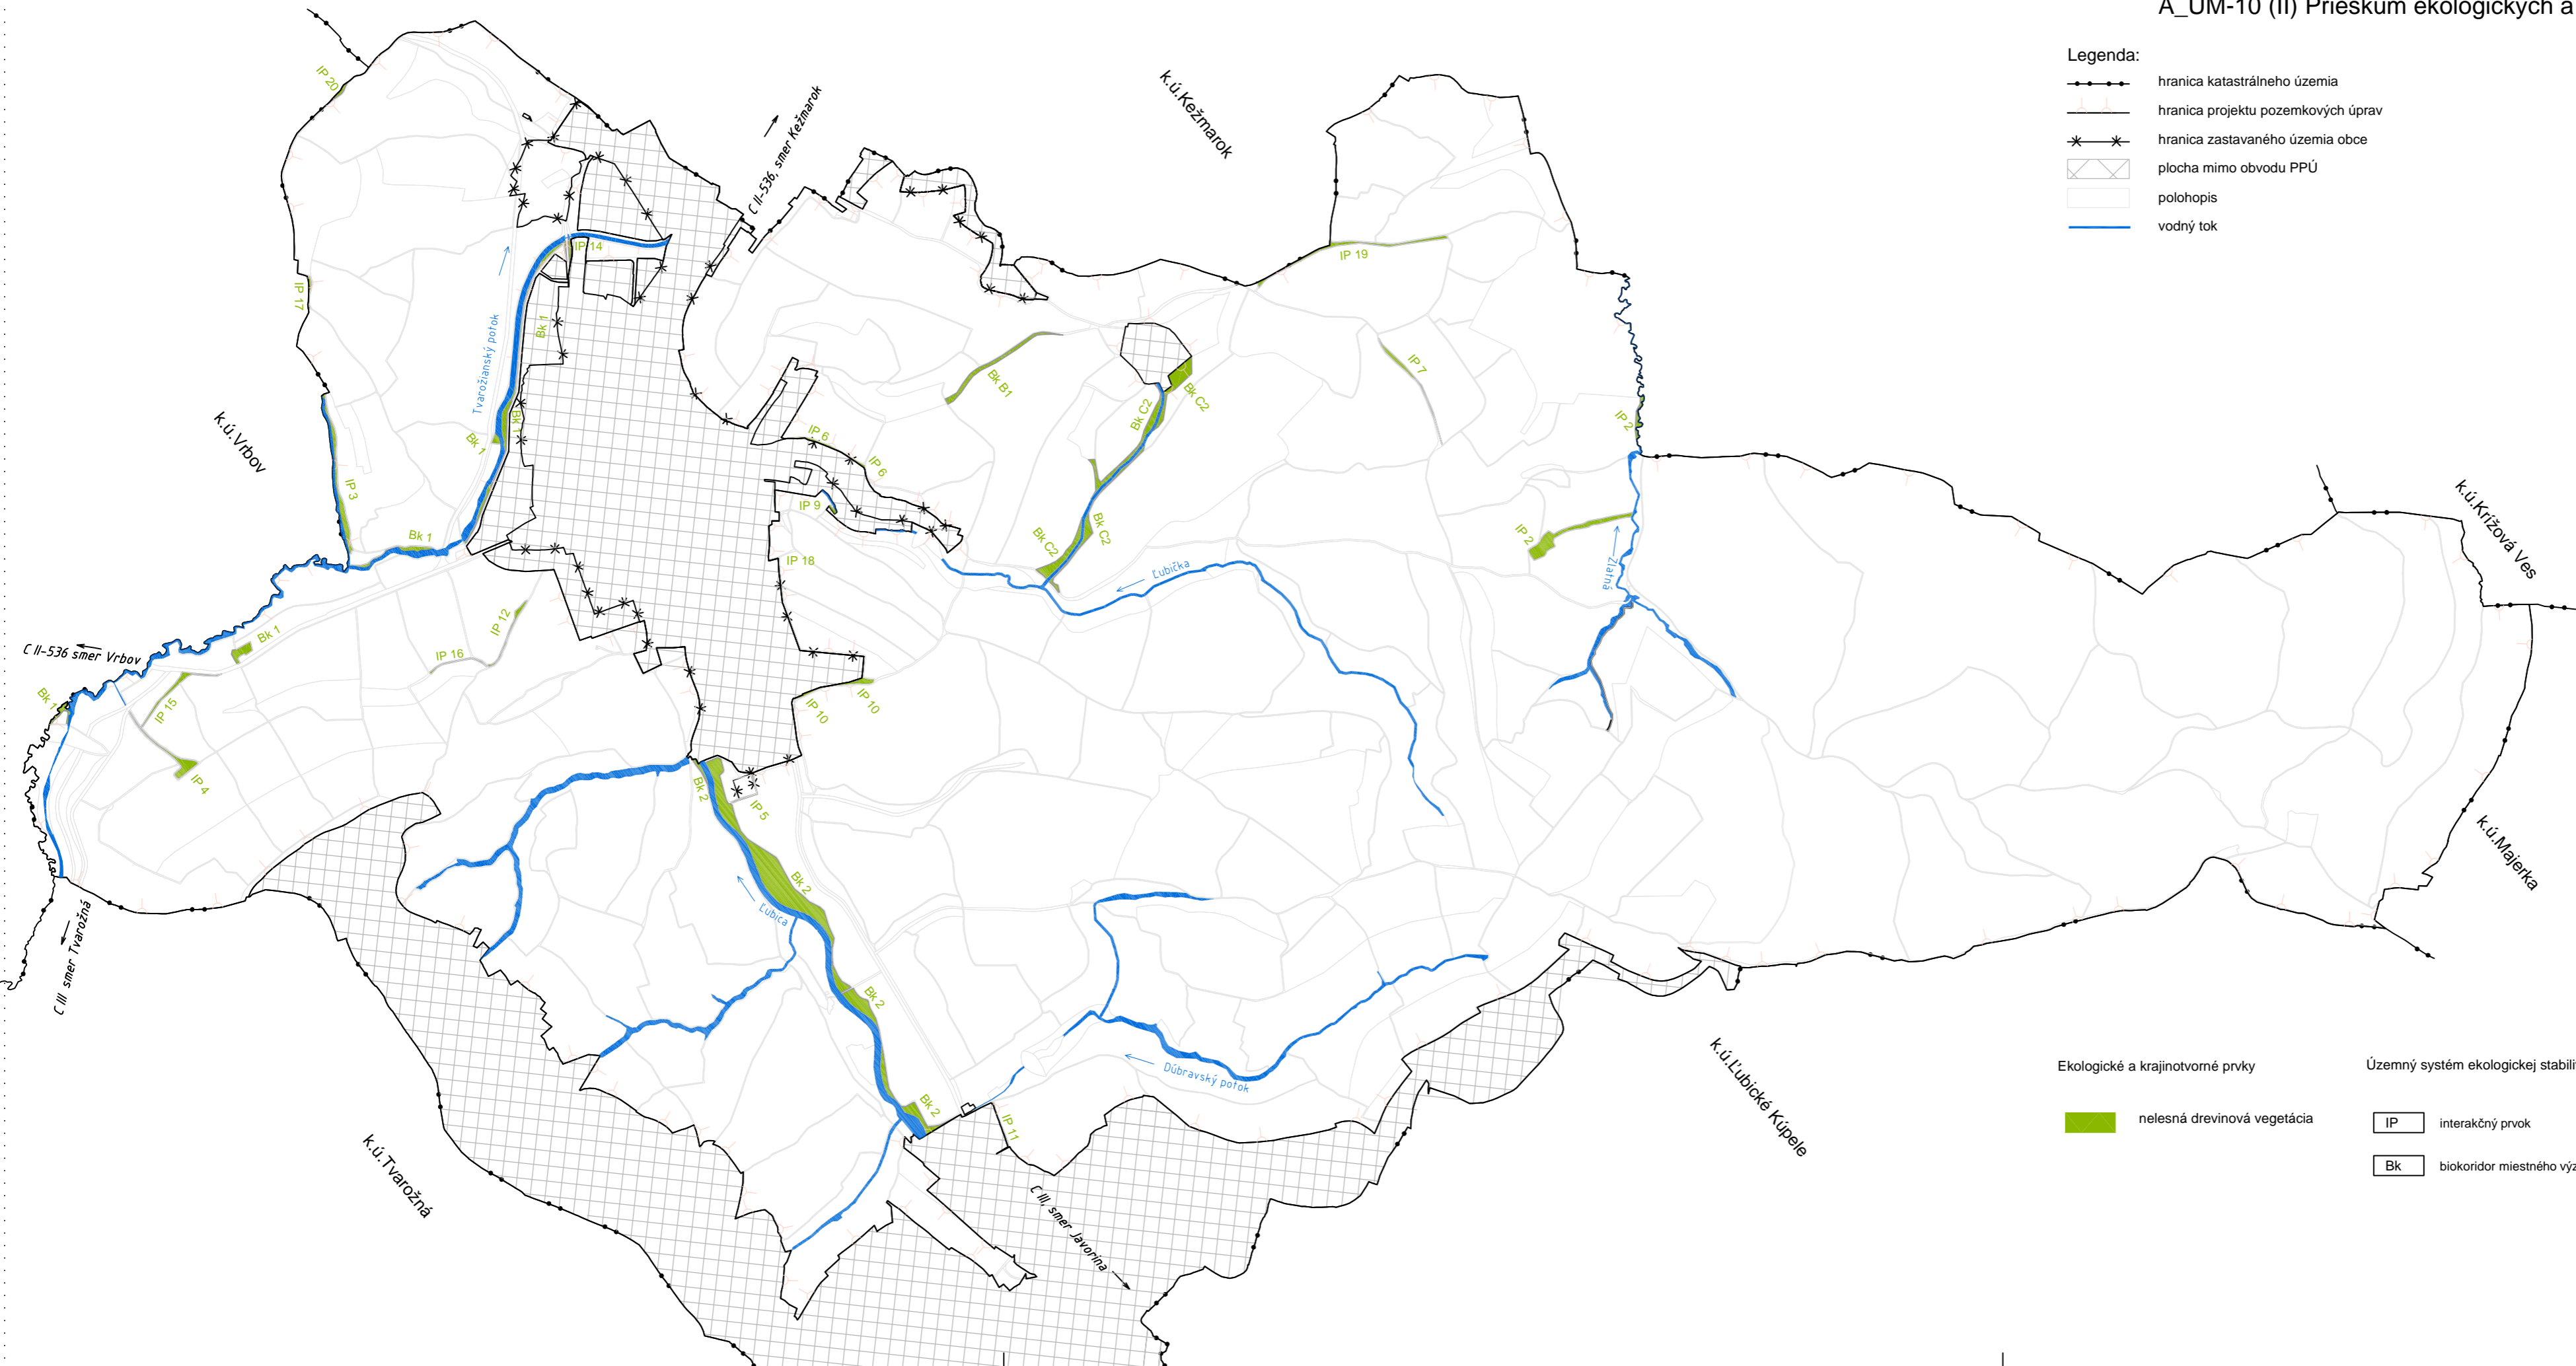 A_UM-10 (II) Prieskum ekologických a
Legenda:
hranica katastrálneho územia
hranica projektu pozemkových úprav
hranica zastavaného územia obce
plocha mimo obvodu PPÚ
polohopis
vodný tok
IP 20
C II-536, smer Kežmarok
k.ú.Kežmarok
IP 14
IP 19
IP 17
Bk 1
Tvarožianský potok
Bk B1
IP 7
Bk C2
Bk C2
IP 2
k.ú.Vrbov
Bk 1
Bk 1
IP 6
IP 6
IP 3
IP 9
k.ú.Krížová Ves
Bk 1
Bk C2
Bk C2
IP 2
IP 18
Ľubička
Zlatná
IP 12
Bk 1
C II-536 smer Vrbov
IP 16
Bk 1
IP 15
IP 10
IP 10
IP 4
Bk 2
IP 5
k.ú.Majerka
Bk 2
Ľubica
C III smer Tvarožná
Bk 2
Dúbravský potok
Bk 2
IP 11
k.ú.Ľubické Kúpele
k.ú.Tvarožná
C III, smer Javorina
Ekologické a krajinotvorné prvky
Územný systém ekologickej stabili
nelesná drevinová vegetácia
IP interakčný prvok
Bk biokoridor miestného výz